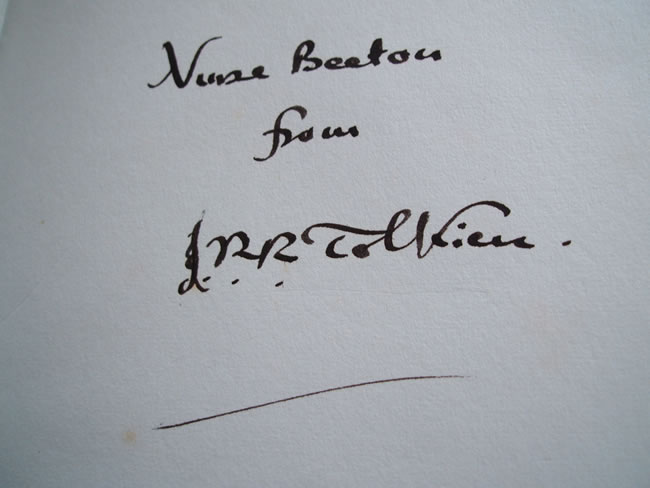 Nurse Beeton
from
J.R.R. Tolkien.